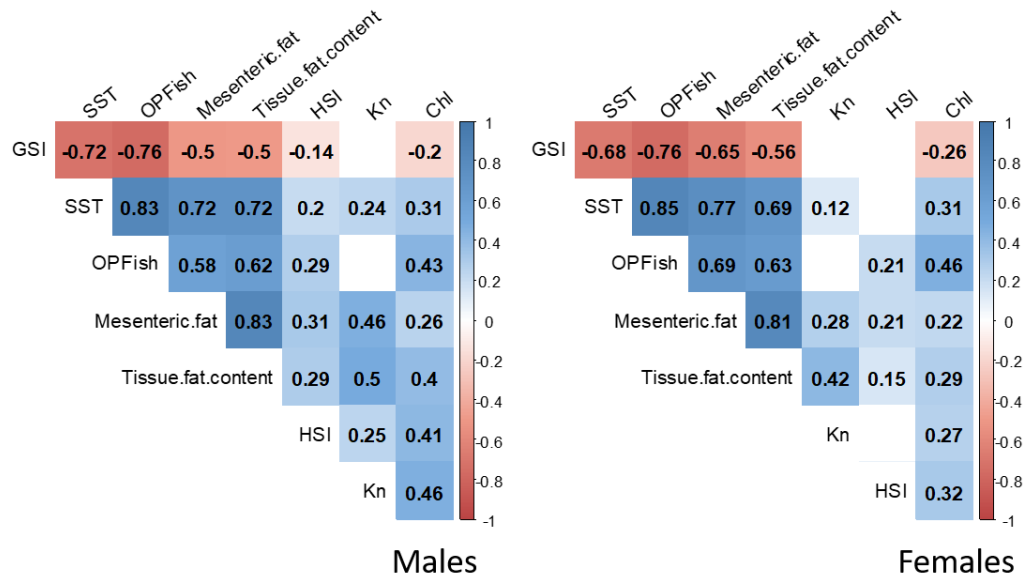 SST OPFish Mesenteric.fat Tissue.fat.content HSI Kn Chl
GSI -0.72 -0.76 -0.5 -0.5 -0.14 -0.2
SST 0.83 0.72 0.72 0.2 0.24 0.31
OPFish 0.58 0.62 0.29 0.43
Mesenteric.fat 0.83 0.31 0.46 0.26
Tissue.fat.content 0.29 0.5 0.4
HSI 0.25 0.41
Kn 0.46
1
0.8
0.6
0.4
0.2
0
-0.2
-0.4
-0.6
-0.8
-1
Males
SST OPFish Mesenteric.fat Tissue.fat.content Kn HSI Chl
GSI -0.68 -0.76 -0.65 -0.56 -0.26
SST 0.85 0.77 0.69 0.12 0.31
OPFish 0.69 0.63 0.21 0.46
Mesenteric.fat 0.81 0.28 0.21 0.22
Tissue.fat.content 0.42 0.15 0.29
Kn 0.27
HSI 0.32
1
0.8
0.6
0.4
0.2
0
-0.2
-0.4
-0.6
-0.8
-1
Females